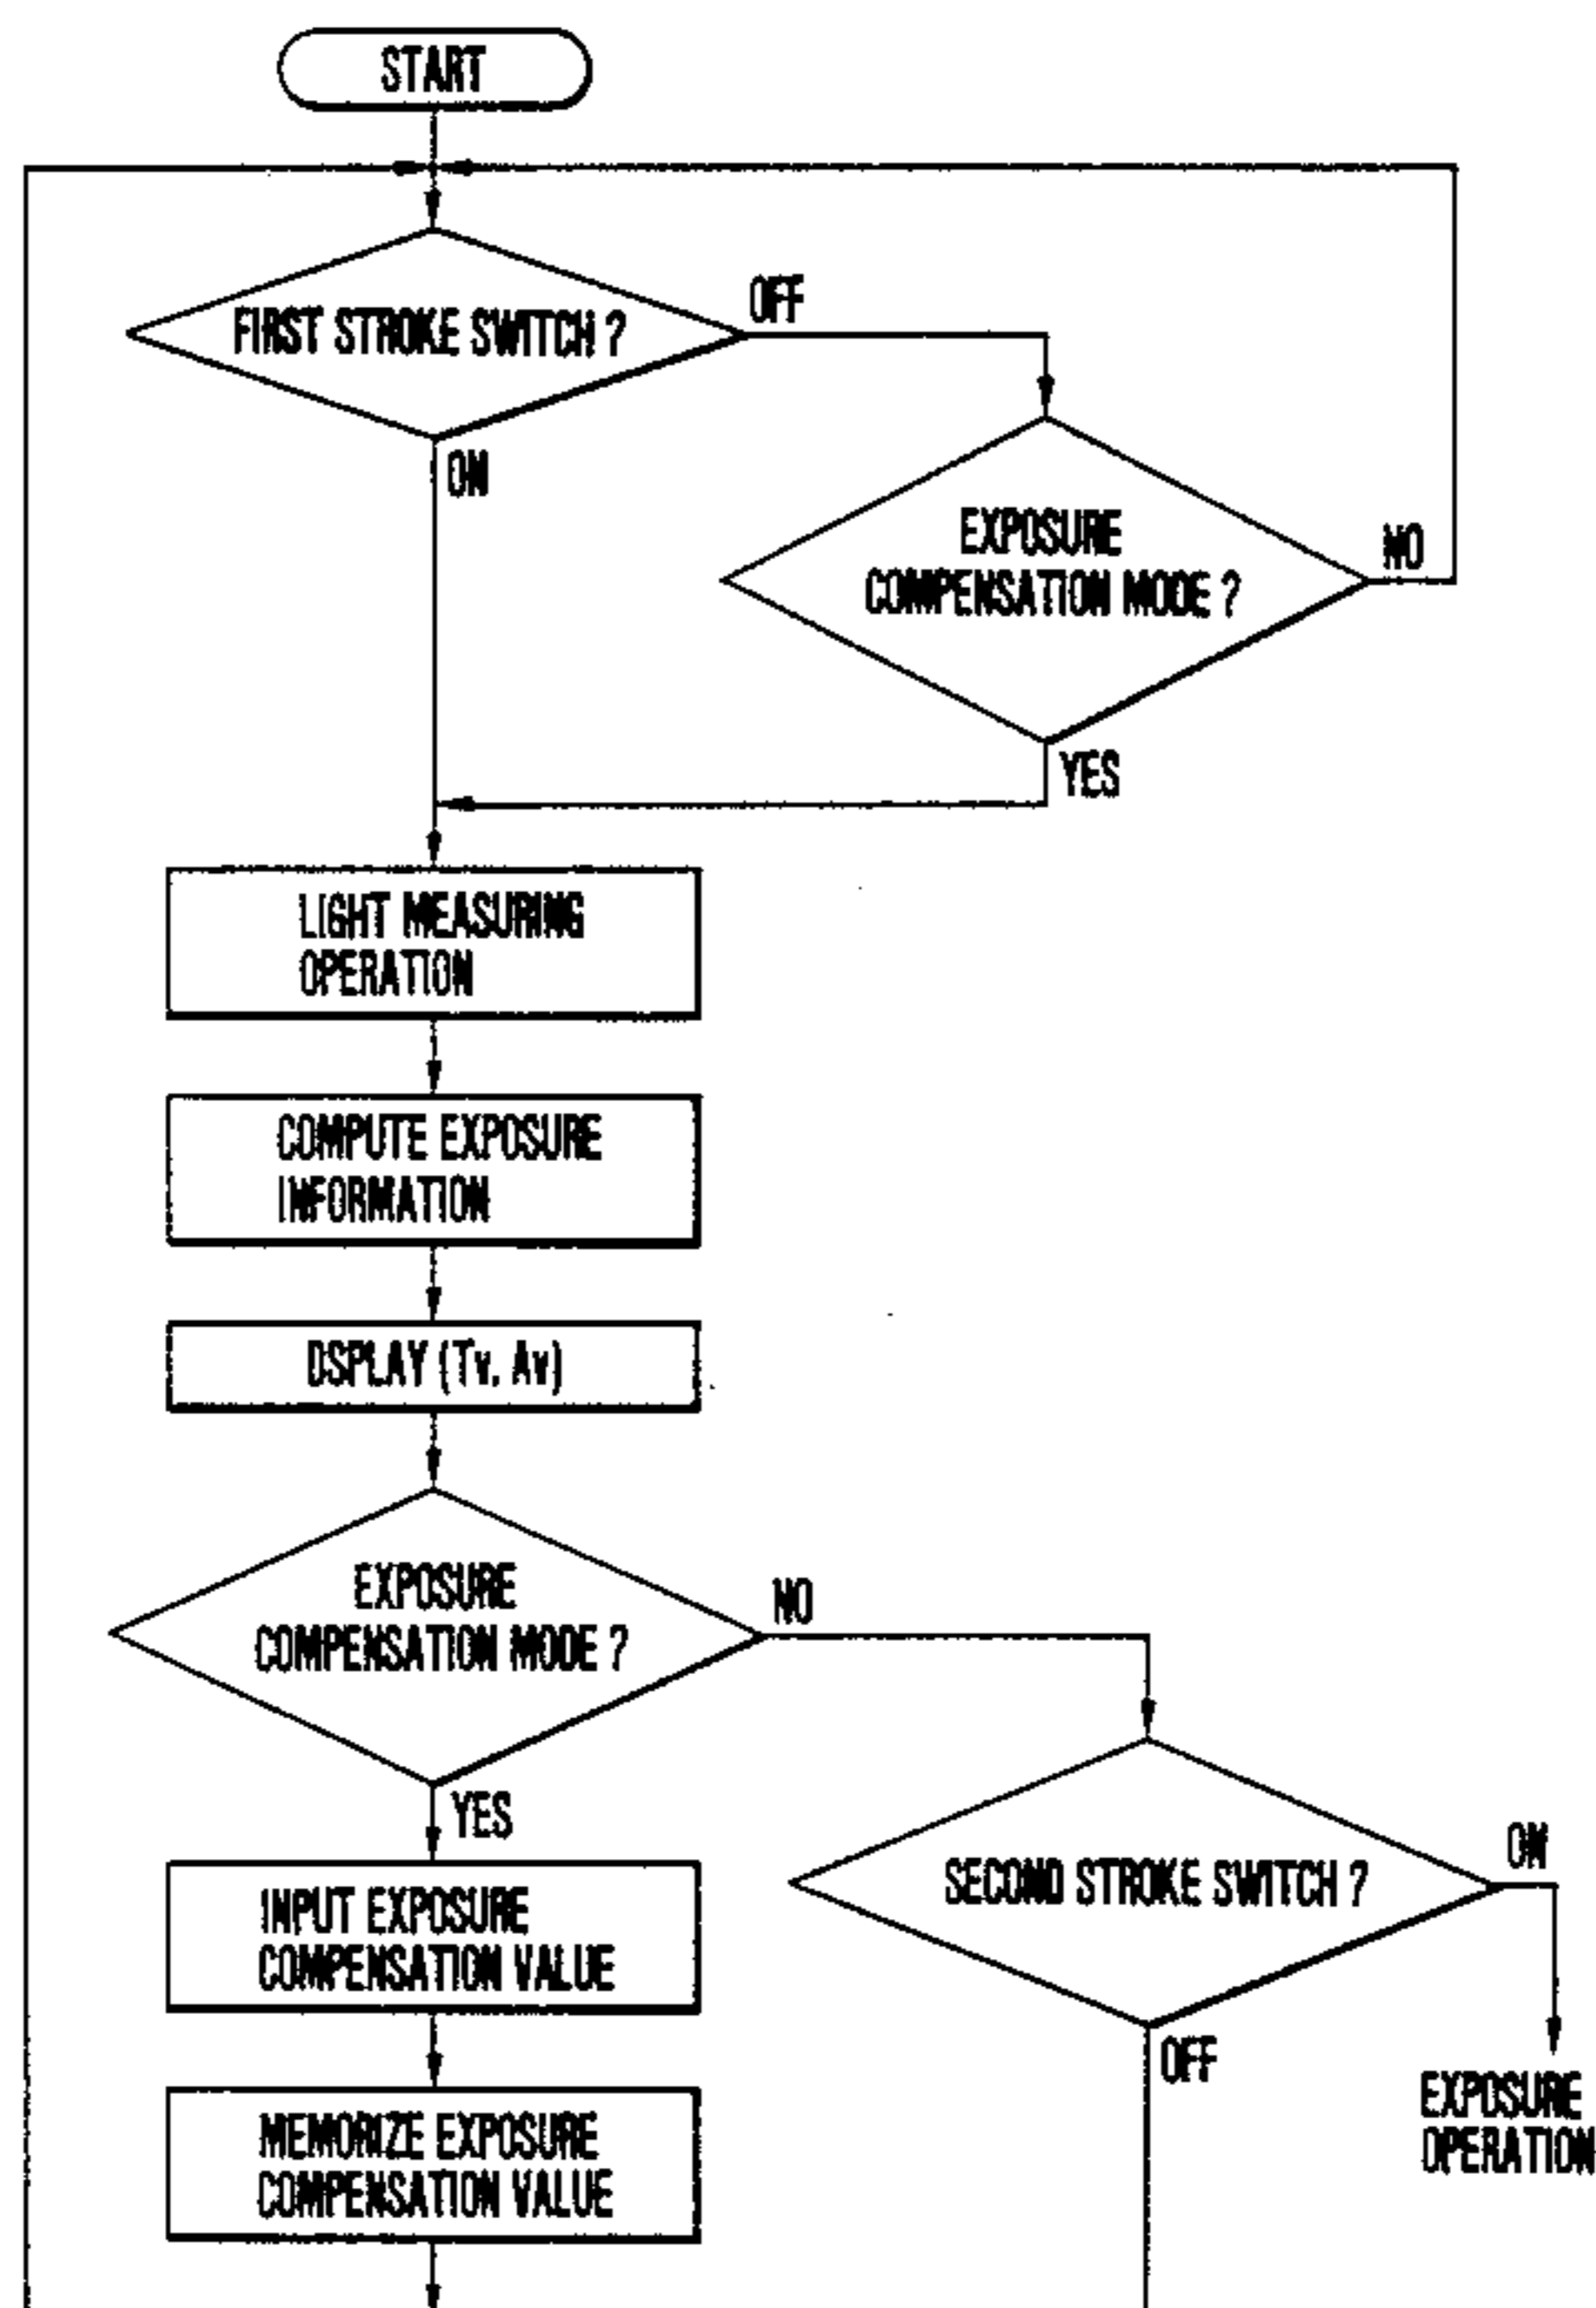 START
FIRST STROKE SWITCH ?
OFF
ON
EXPOSURE
COMPENSATION MODE ?
NO
YES
LIGHT MEASURING
OPERATION
COMPUTE EXPOSURE
INFORMATION
DSPLAY (Tv. Av)
EXPOSURE
COMPENSATION MODE ?
NO
YES
SECOND STROKE SWITCH ?
ON
OFF
INPUT EXPOSURE
COMPENSATION VALUE
EXPOSURE
OPERATION
MEMORIZE EXPOSURE
COMPENSATION VALUE